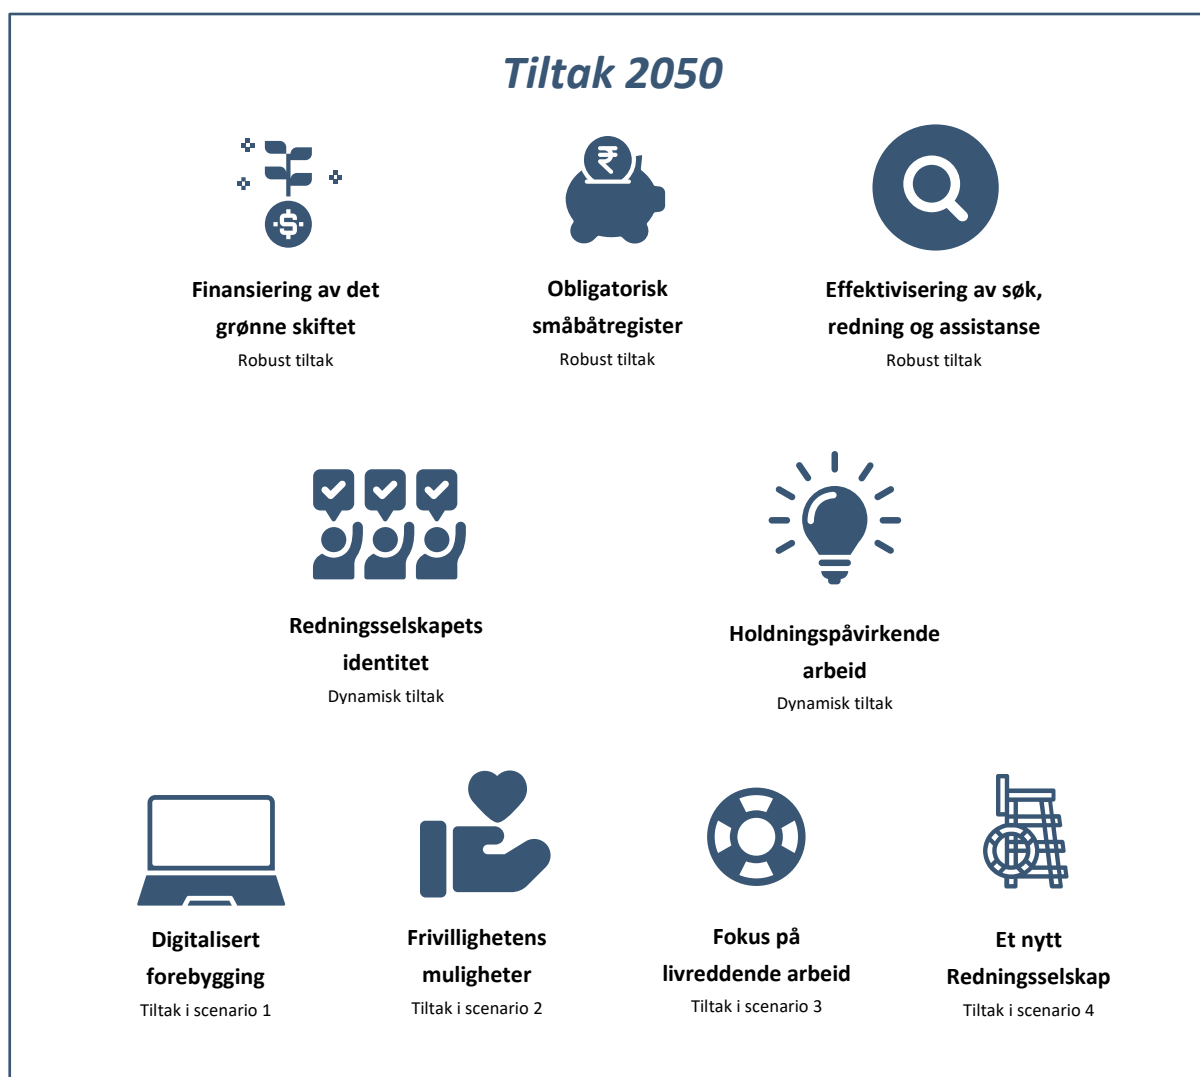 Tiltak 2050
$
₹
Finansiering av det
grønne skiftet
Robust tiltak
Obligatorisk
småbåtregister
Robust tiltak
Effektivisering av søk,
redning og assistanse
Robust tiltak
Redningsselskapets
identitet
Dynamisk tiltak
Holdningspåvirkende
arbeid
Dynamisk tiltak
Digitalisert
forebygging
Tiltak i scenario 1
Frivillighetens
muligheter
Tiltak i scenario 2
Fokus på
livreddende arbeid
Tiltak i scenario 3
Et nytt
Redningsselskap
Tiltak i scenario 4